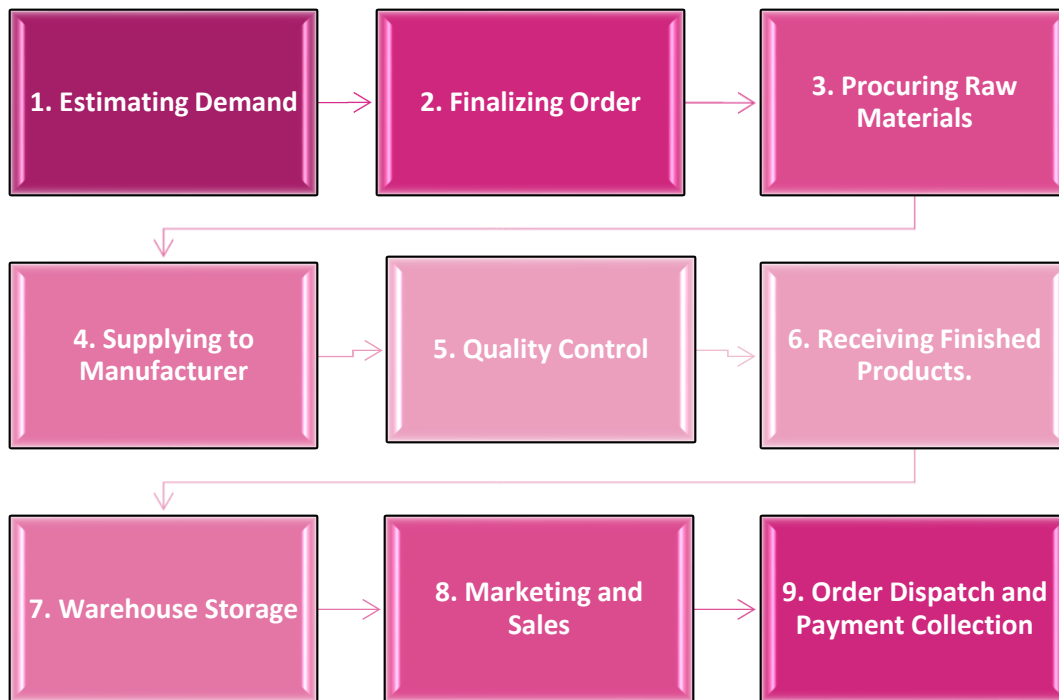 1. Estimating Demand
2. Finalizing Order
3. Procuring Raw
Materials
4. Supplying to
Manufacturer
5. Quality Control
6. Receiving Finished
Products.
7. Warehouse Storage
8. Marketing and
Sales
9. Order Dispatch and
Payment Collection